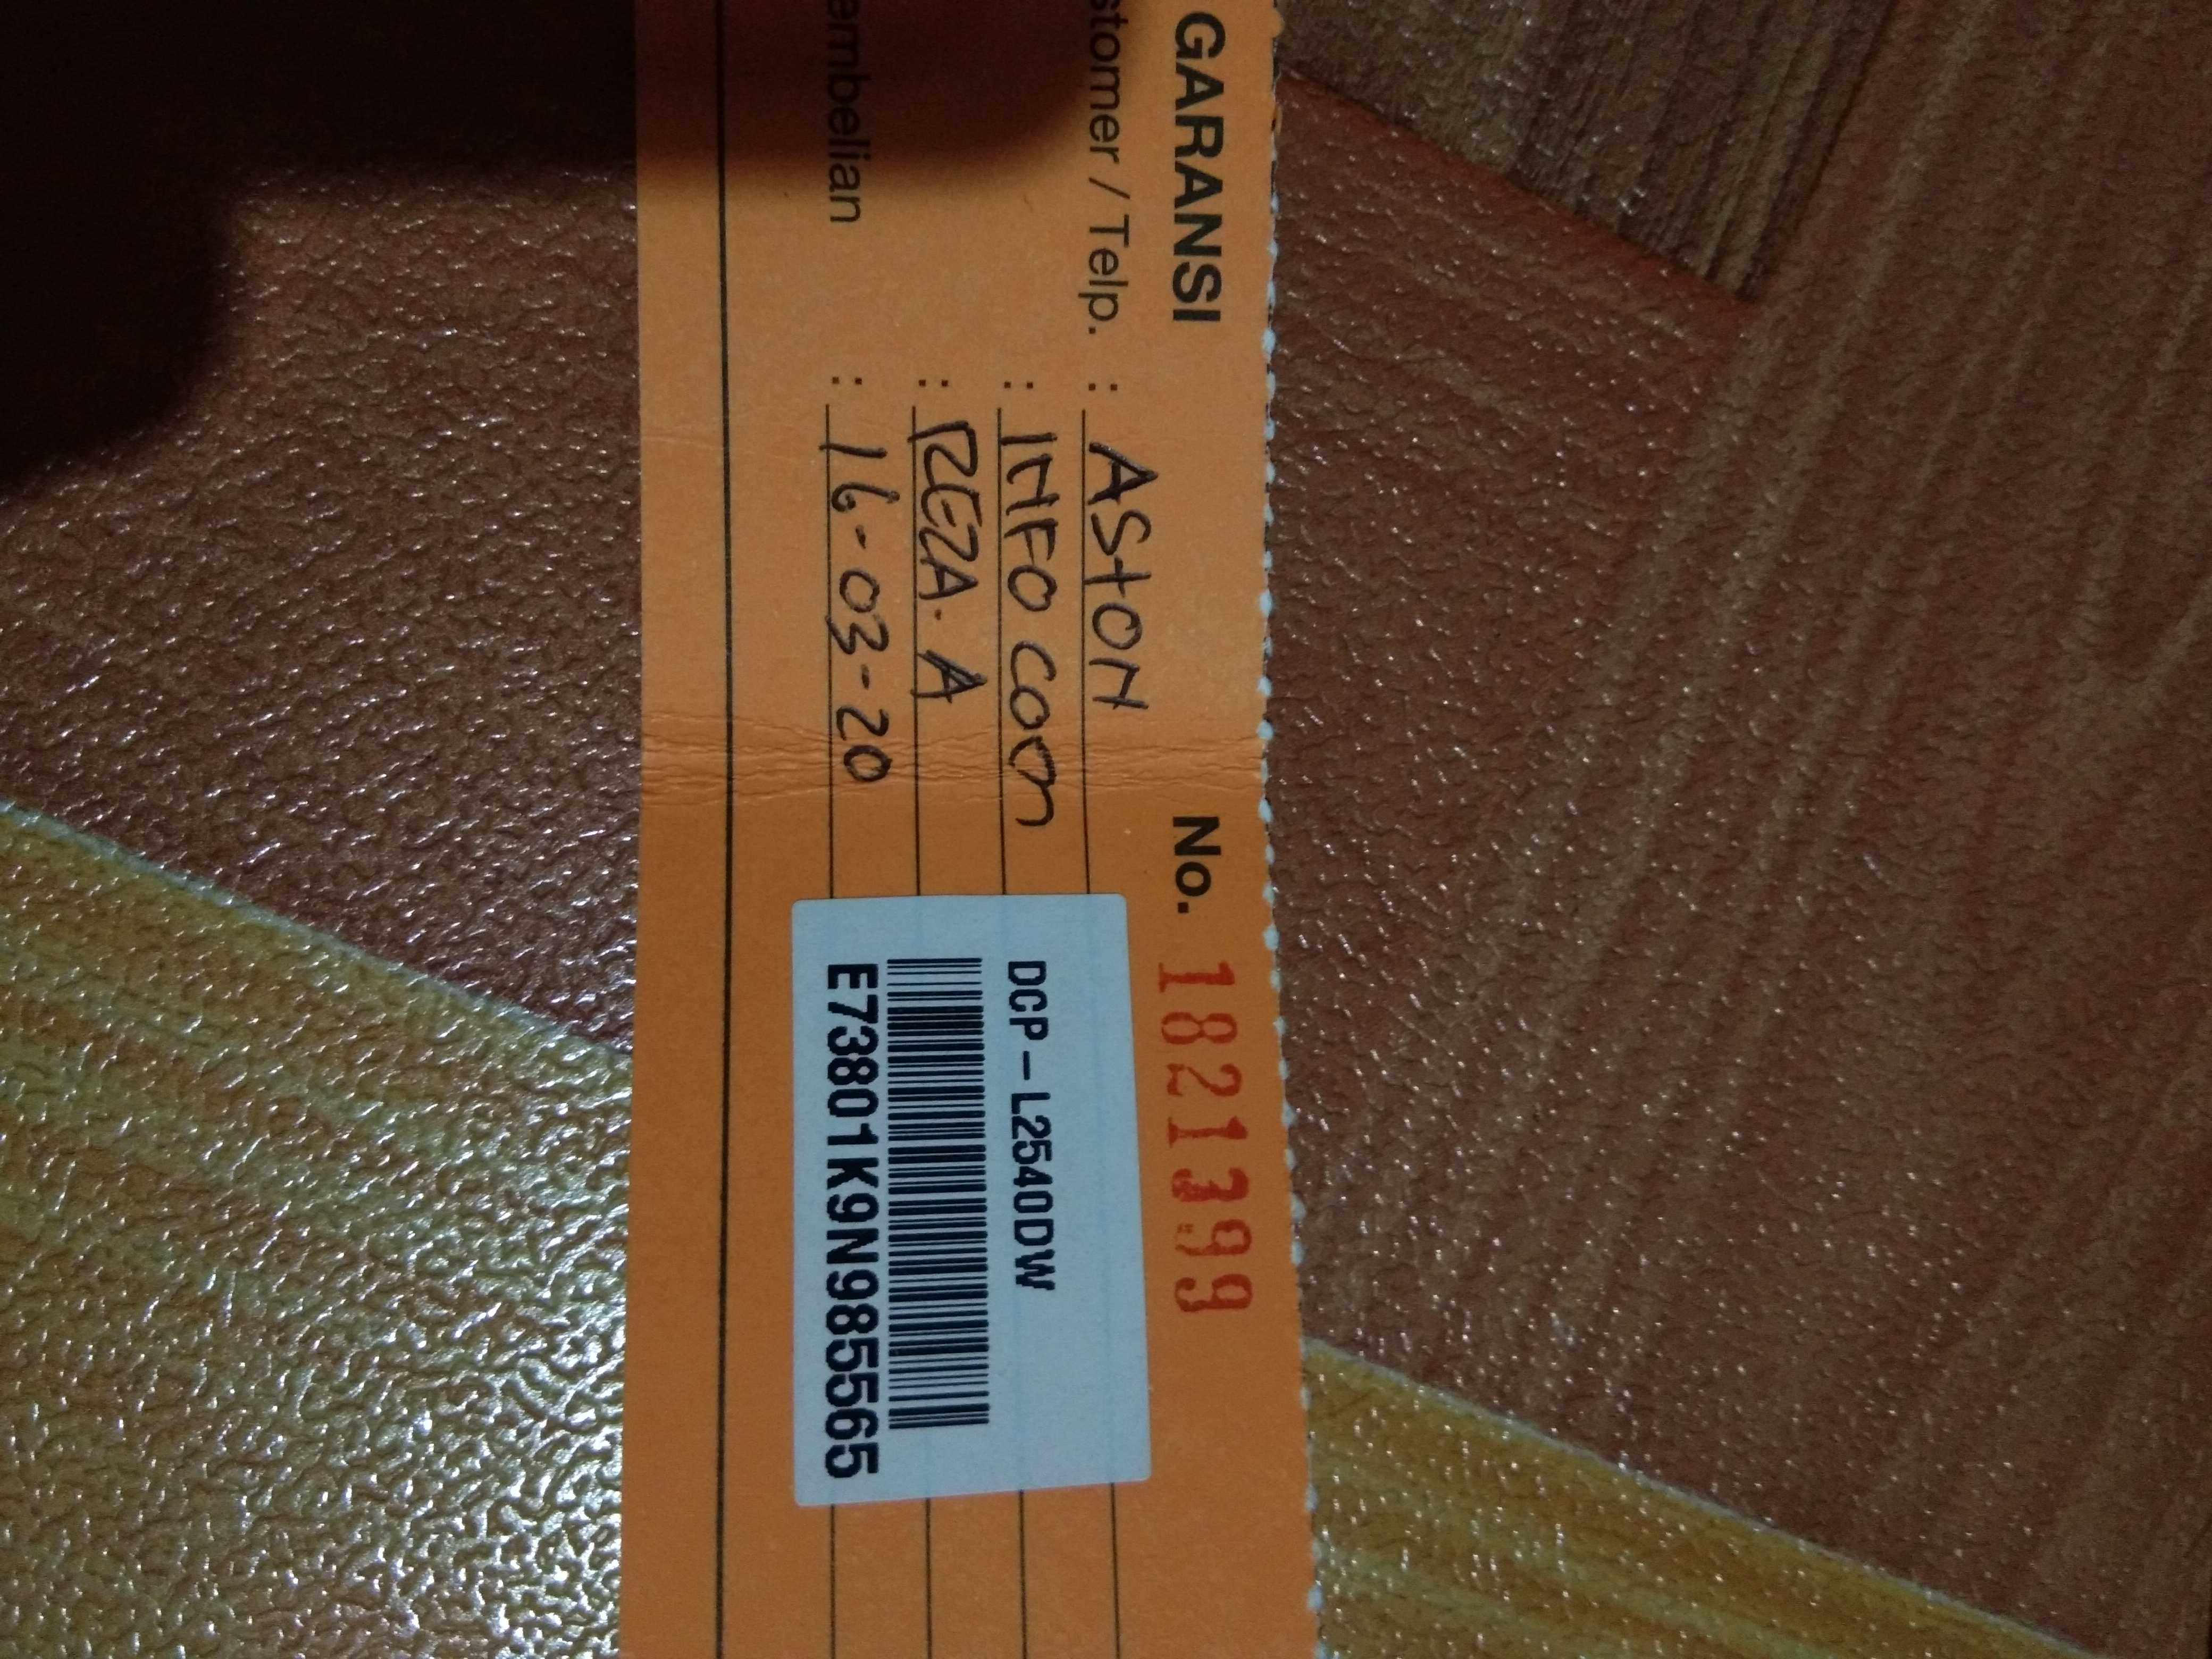 GARANSI No. 1821399
stomer / Telp. : AStON
: INFO COM
: REZA. A
embelian : 16-03-20
DCP-L2540DW
E73801K9N985565